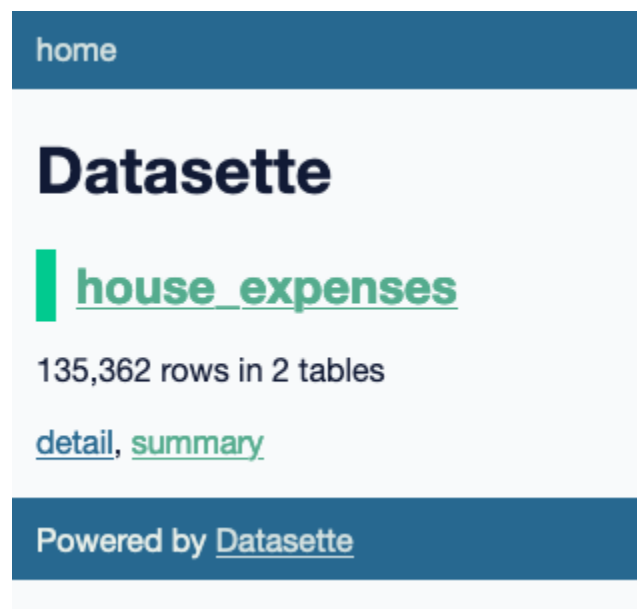 home
Datasette
house_expenses
135,362 rows in 2 tables
detail, summary
Powered by Datasette